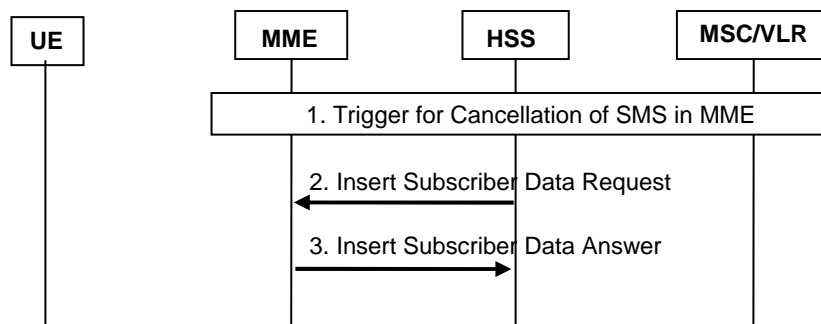 UE
MME
HSS
MSC/VLR
1. Trigger for Cancellation of SMS in MME
2. Insert Subscriber Data Request
3. Insert Subscriber Data Answer